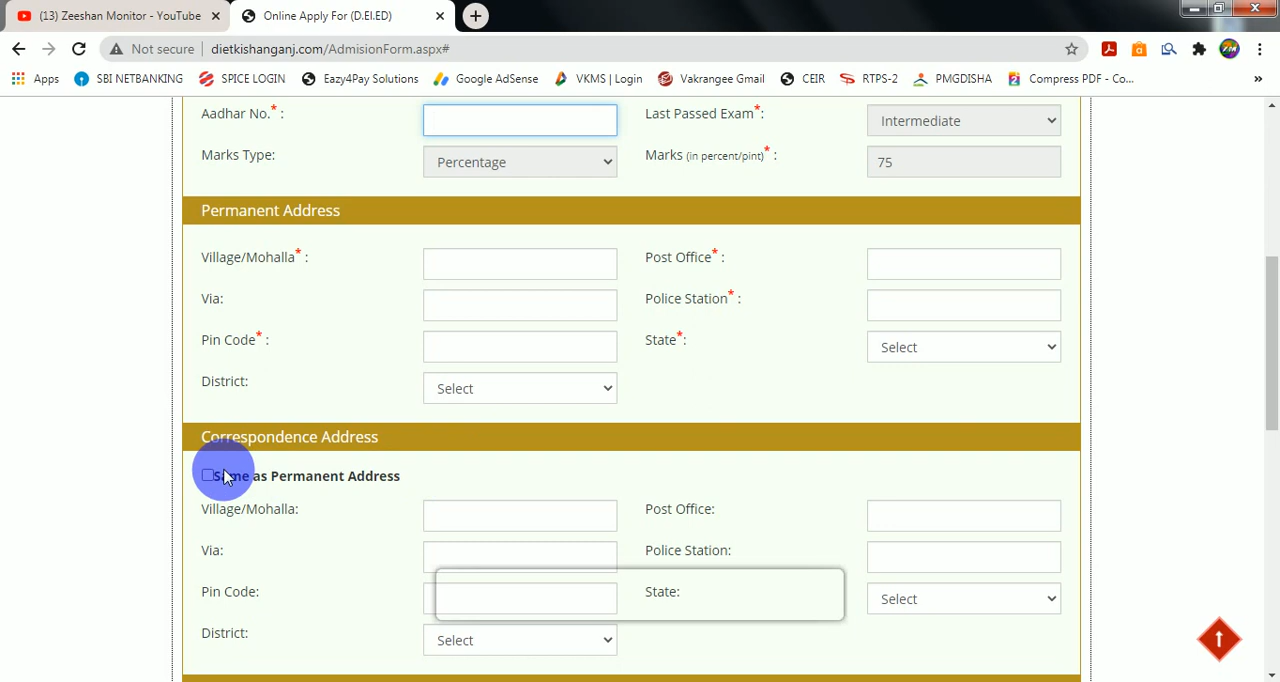 (13) Zeeshan Monitor - YouTube
Online Apply For (D.El.ED)
Not secure
dietkishanganj.com/AdmisionForm.aspx#
Apps
SBI NETBANKING
SPICE LOGIN
Eazy4Pay Solutions
Google AdSense
VKMS | Login
Vakrangee Gmail
CEIR
RTPS-2
PMGDISHA
Compress PDF - Co...
»
Aadhar No.* :
Last Passed Exam*:
Intermediate
Marks Type:
Percentage
Marks (in percent/pint)* :
75
Permanent Address
Village/Mohalla* :
Post Office* :
Via:
Police Station* :
Pin Code* :
State*:
Select
District:
Select
Correspondence Address
Same as Permanent Address
Village/Mohalla:
Post Office:
Via:
Police Station:
Pin Code:
State:
Select
District:
Select